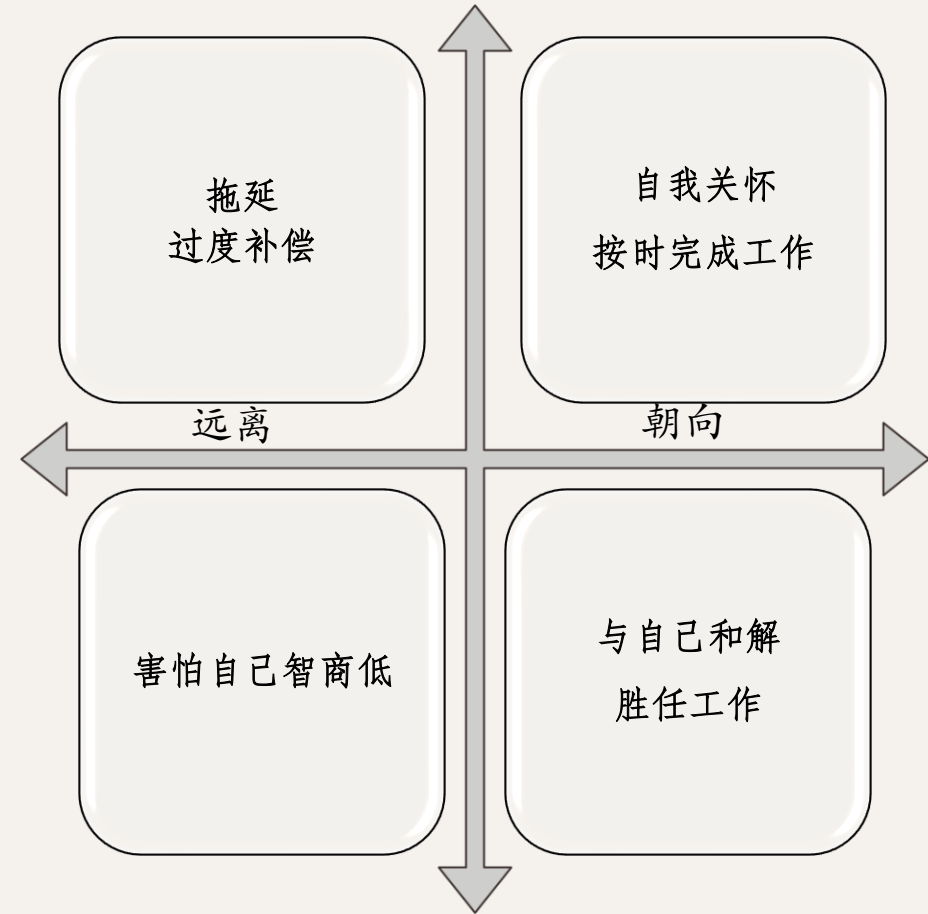 拖延
过度补偿
自我关怀
按时完成工作
远离
朝向
害怕自己智商低
与自己和解
胜任工作